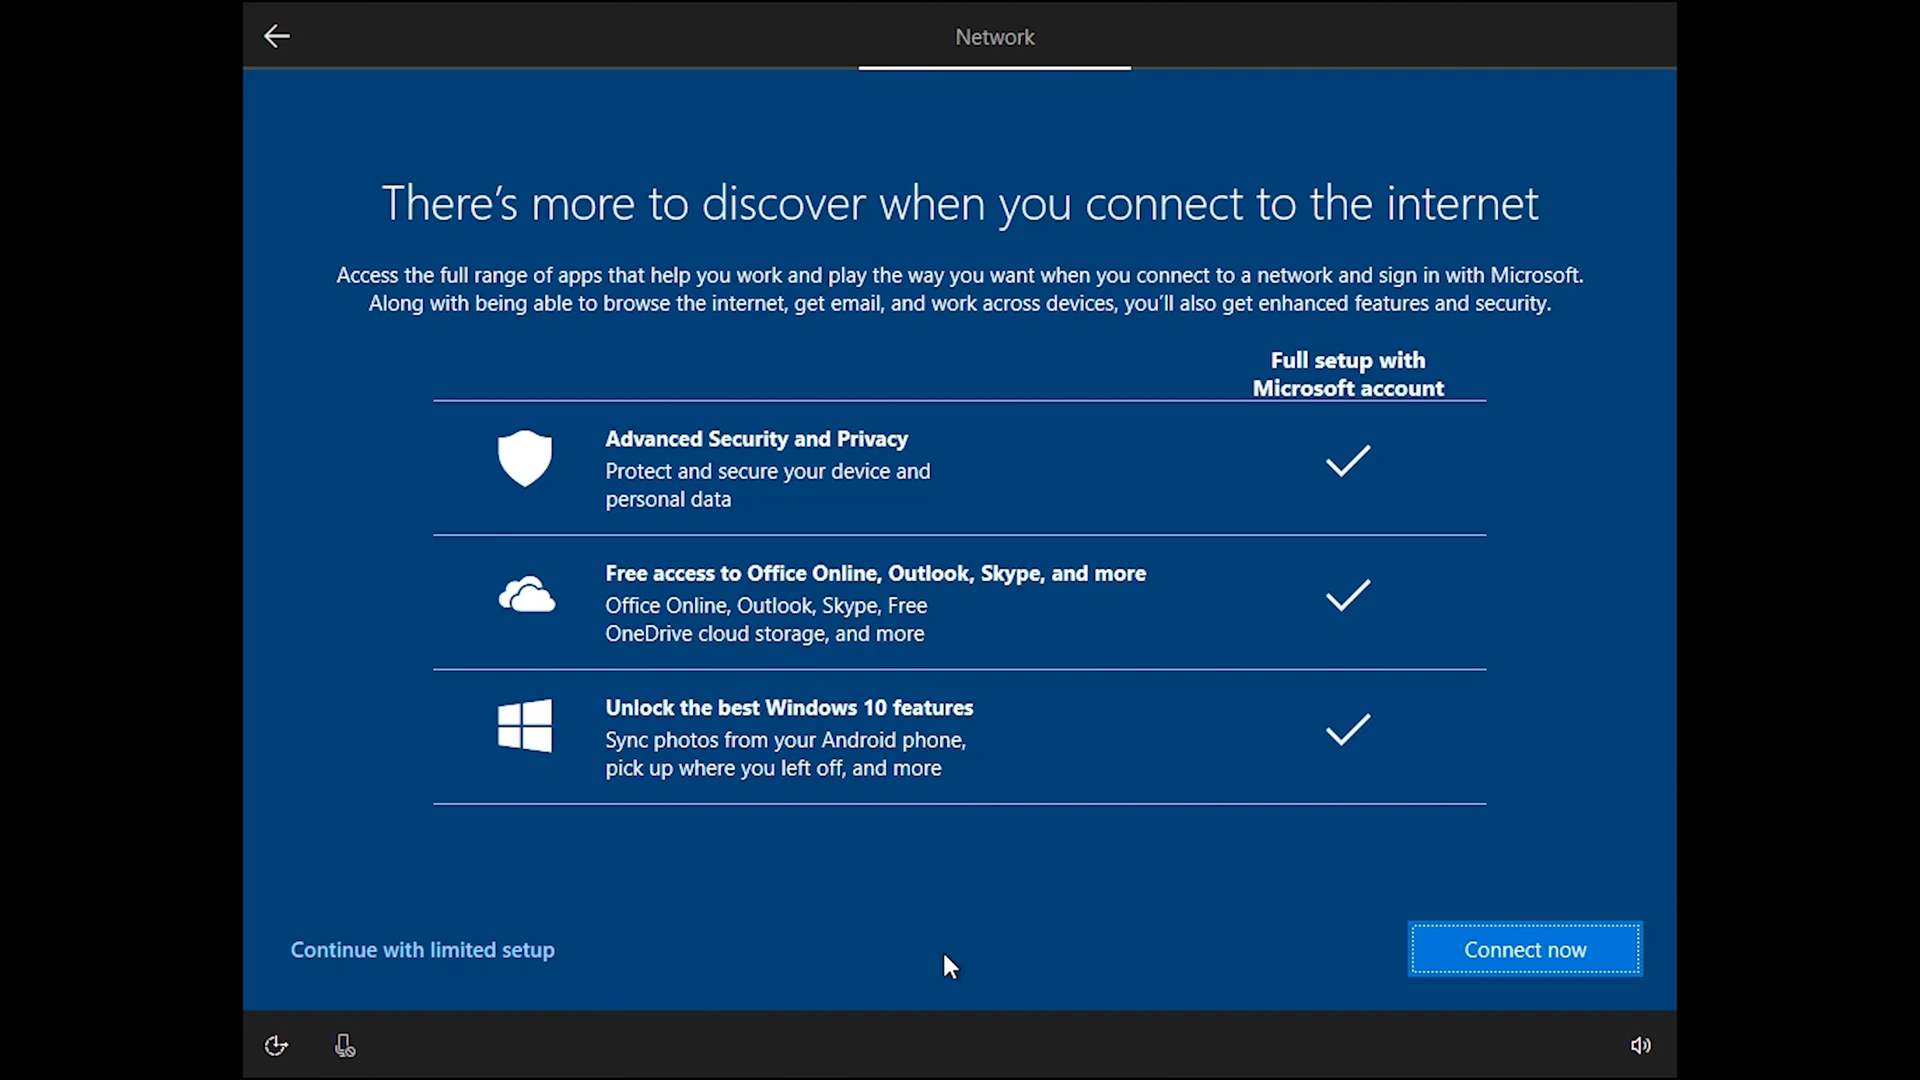 Network
There's more to discover when you connect to the internet
Access the full range of apps that help you work and play the way you want when you connect to a network and sign in with Microsoft.
Along with being able to browse the internet, get email, and work across devices, you'll also get enhanced features and security.
Full setup with
Microsoft account
Advanced Security and Privacy
Protect and secure your device and
personal data
Free access to Office Online, Outlook, Skype, and more
Office Online, Outlook, Skype, Free
OneDrive cloud storage, and more
Unlock the best Windows 10 features
Sync photos from your Android phone,
pick up where you left off, and more
Continue with limited setup
Connect now